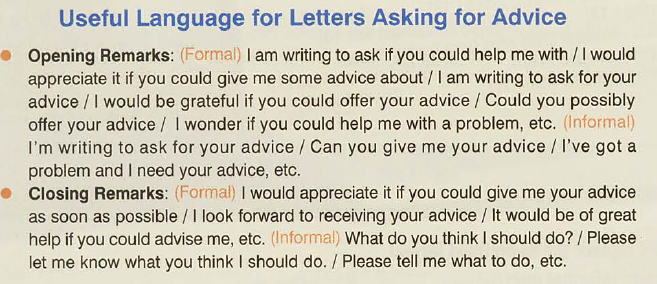 Useful Language for Letters Asking for Advice
Opening Remarks: (Formal) I am writing to ask if you could help me with / I would
appreciate it if you could give me some advice about / I am writing to ask for your
advice / I would be grateful if you could offer your advice / Could you possibly
offer your advice / I wonder if you could help me with a problem, etc. (Informal)
I'm writing to ask for your advice / Can you give me your advice / I've got a
problem and I need your advice, etc.
Closing Remarks: (Formal) I would appreciate it if you could give me your advice
as soon as possible / I look forward to receiving your advice / It would be of great
help if you could advise me, etc. (Informal) What do you think I should do? / Please
let me know what you think I should do. / Please tell me what to do, etc.